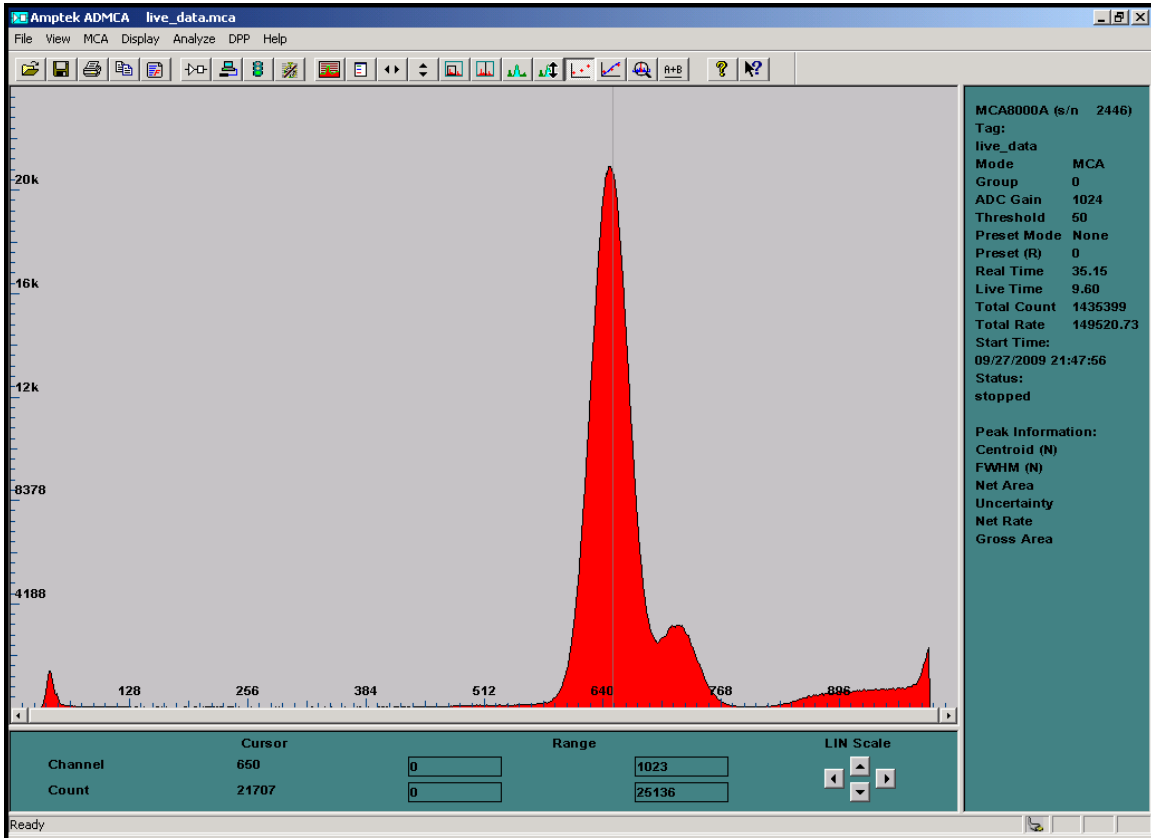 Amptek ADMCA live_data.mca
File View MCA Display Analyze DPP Help
A+B
20k
16k
12k
8378
4188
128 256 384 512 640 768 896
MCA8000A (s/n 2446)
Tag:
live_data
Mode MCA
Group 0
ADC Gain 1024
Threshold 50
Preset Mode None
Preset (R) 0
Real Time 35.15
Live Time 9.60
Total Count 1435399
Total Rate 149520.73
Start Time:
09/27/2009 21:47:56
Status:
stopped
Peak Information:
Centroid (N)
FWHM (N)
Net Area
Uncertainty
Net Rate
Gross Area
Cursor Range LIN Scale
Channel 650 0 1023
Count 21707 0 25136
Ready